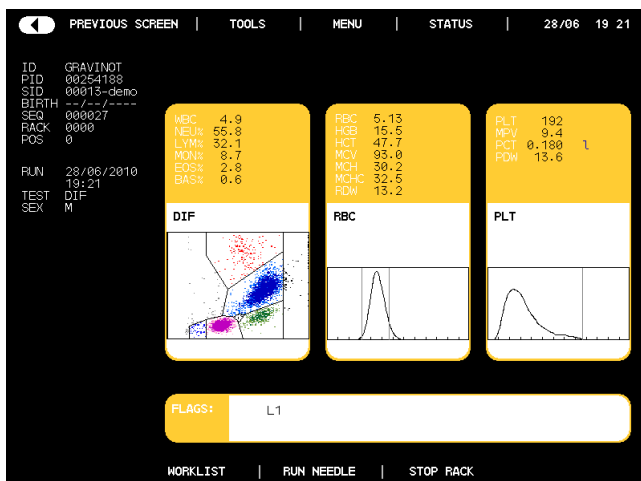 PREVIOUS SCREEN | TOOLS | MENU | STATUS | 28/06 19 21
ID GRAVINOT
PID 00254188
SID 00013-demo
BIRTH --/--/----
SEQ 000027
RACK 0000
POS 0
RUN 28/06/2010
19:21
TEST DIF
SEX M
WBC 4.9
NEU% 55.8
LYM% 32.1
MON% 8.7
EOS% 2.8
BAS% 0.6
DIF
RBC 5.13
HGB 15.5
HCT 47.7
MCV 93.0
MCH 30.2
MCHC 32.5
RDW 13.2
RBC
PLT 192
MPV 9.4
PCT 0.180 l
PDW 13.6
PLT
FLAGS: L1
WORKLIST | RUN NEEDLE | STOP RACK